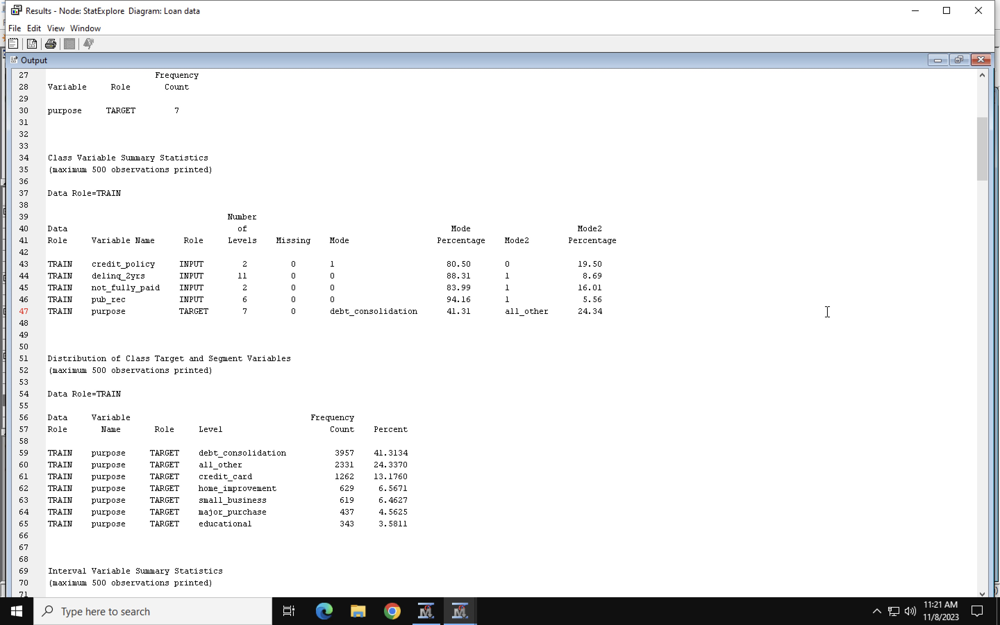 Results - Node: StatExplore Diagram: Loan data
File Edit View Window
Output
27 Frequency
28 Variable Role Count
29
30 purpose TARGET 7
31
32
33
34 Class Variable Summary Statistics
35 (maximum 500 observations printed)
36
37 Data Role=TRAIN
38
39 Number
40 Data of Mode Mode2
41 Role Variable Name Role Levels Missing Mode Percentage Mode2 Percentage
42
43 TRAIN credit_policy INPUT 2 0 1 80.50 0 19.50
44 TRAIN delinq_2yrs INPUT 11 0 0 88.31 1 8.69
45 TRAIN not_fully_paid INPUT 2 0 0 83.99 1 16.01
46 TRAIN pub_rec INPUT 6 0 0 94.16 1 5.56
47 TRAIN purpose TARGET 7 0 debt_consolidation 41.31 all_other 24.34
48
49
50
51 Distribution of Class Target and Segment Variables
52 (maximum 500 observations printed)
53
54 Data Role=TRAIN
55
56 Data Variable Frequency
57 Role Name Role Level Count Percent
58
59 TRAIN purpose TARGET debt_consolidation 3957 41.3134
60 TRAIN purpose TARGET all_other 2331 24.3370
61 TRAIN purpose TARGET credit_card 1262 13.1760
62 TRAIN purpose TARGET home_improvement 629 6.5671
63 TRAIN purpose TARGET small_business 619 6.4627
64 TRAIN purpose TARGET major_purchase 437 4.5625
65 TRAIN purpose TARGET educational 343 3.5811
66
67
68
69 Interval Variable Summary Statistics
70 (maximum 500 observations printed)
71
Type here to search
11:21 AM
11/8/2023